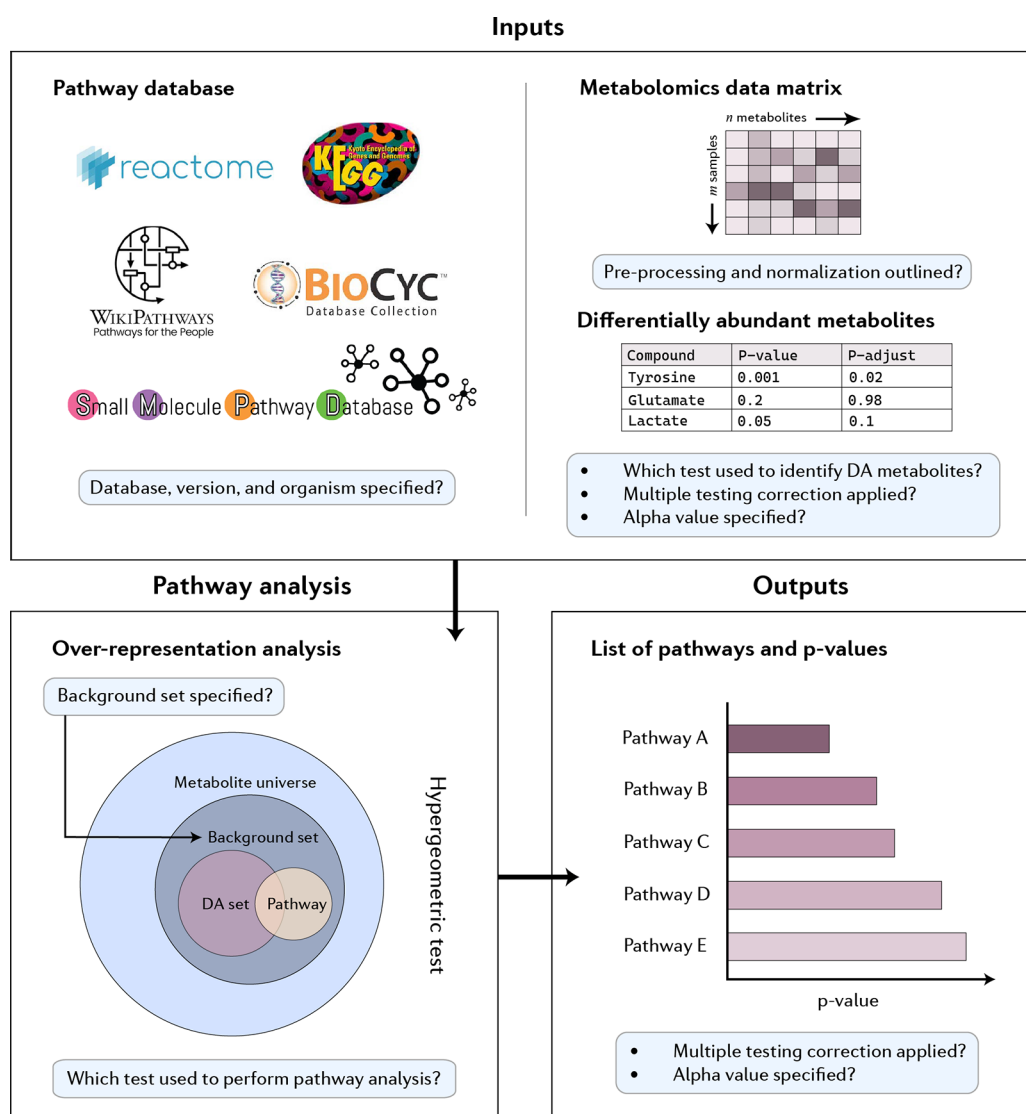 Inputs
Pathway database
reactome
KEGG
Kyoto Encyclopedia of
Genes and Genomes
WIKIPATHWAYS
Pathways for the People
BIOCYC™
Database Collection
Small Molecule Pathway Database
Database, version, and organism specified?
Metabolomics data matrix
n metabolites
m samples
Pre-processing and normalization outlined?
Differentially abundant metabolites
Compound P-value P-adjust
Tyrosine 0.001 0.02
Glutamate 0.2 0.98
Lactate 0.05 0.1
• Which test used to identify DA metabolites?
• Multiple testing correction applied?
• Alpha value specified?
Pathway analysis
Over-representation analysis
Background set specified?
Metabolite universe
Background set
DA set
Pathway
Hypergeometric test
Which test used to perform pathway analysis?
Outputs
List of pathways and p-values
Pathway A
Pathway B
Pathway C
Pathway D
Pathway E
p-value
• Multiple testing correction applied?
• Alpha value specified?